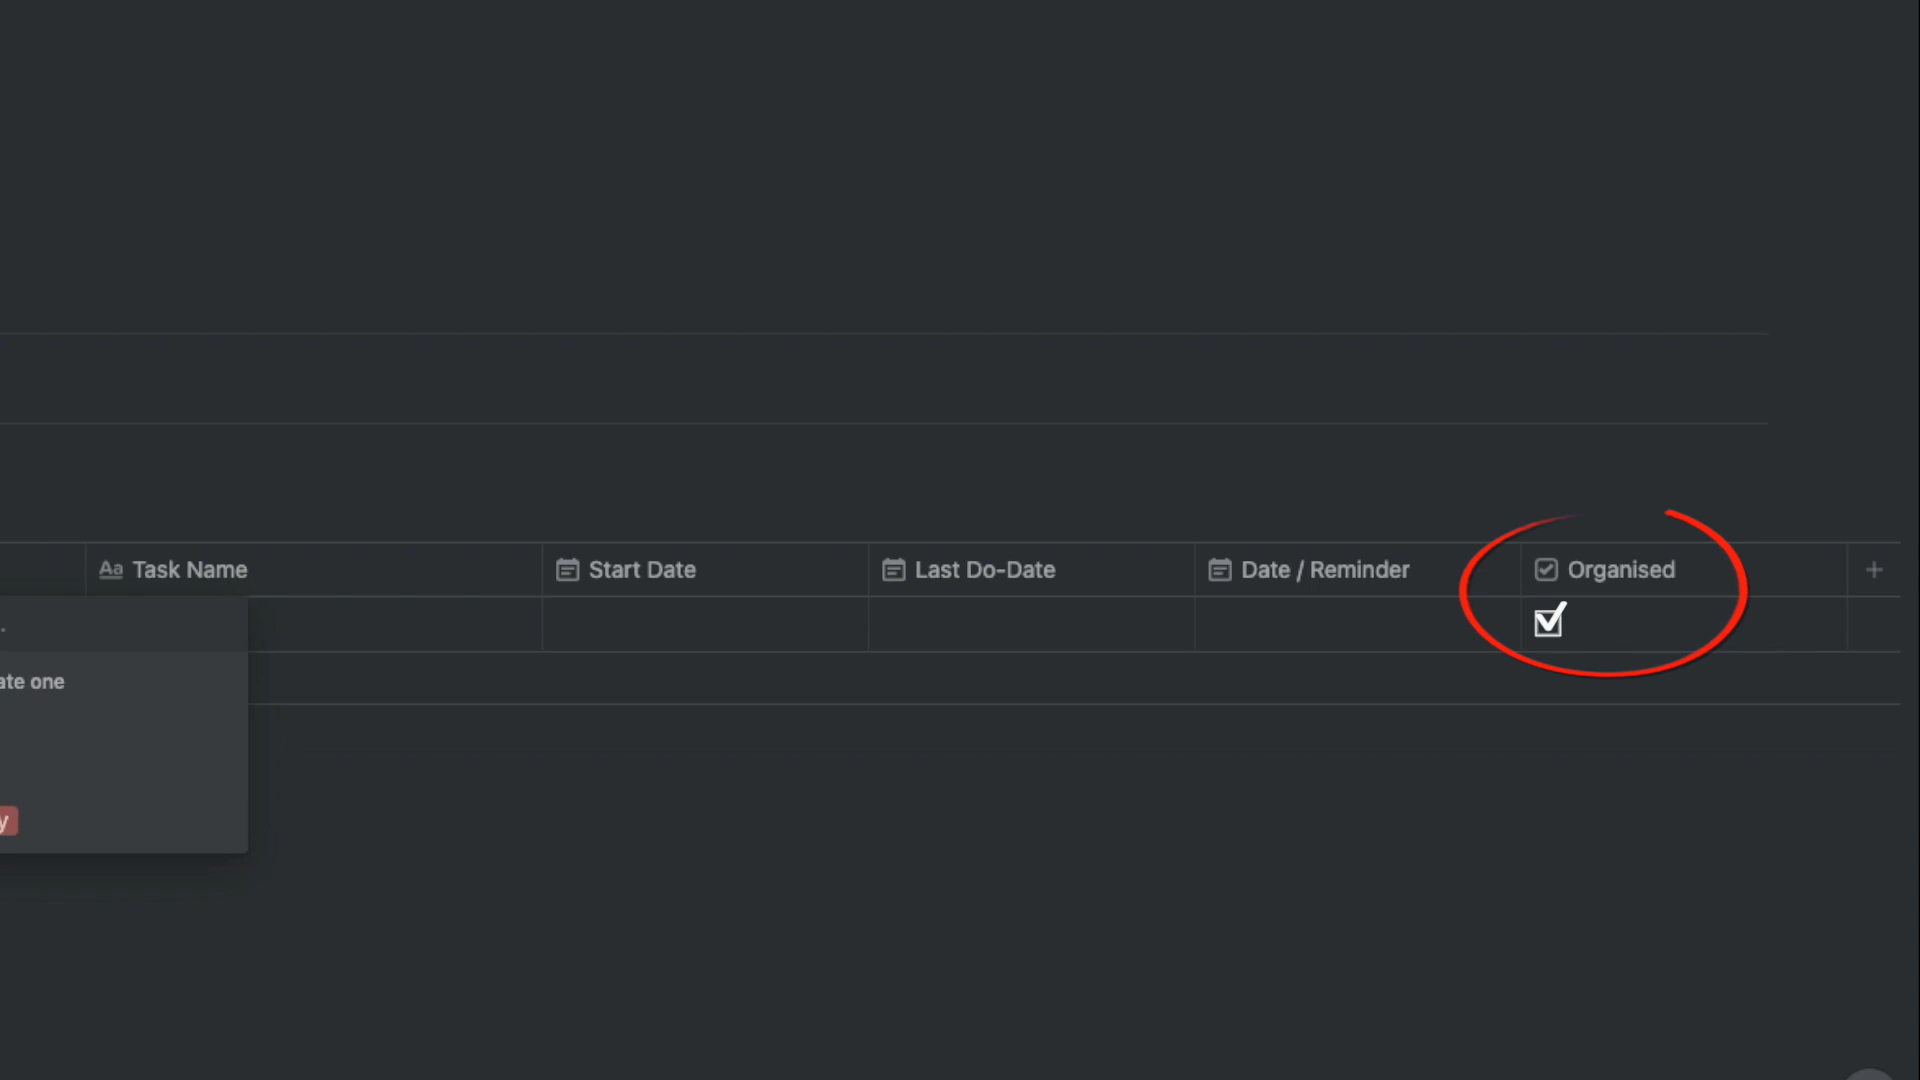 Aa Task Name Start Date Last Do-Date Date / Reminder Organised +
ate one
y